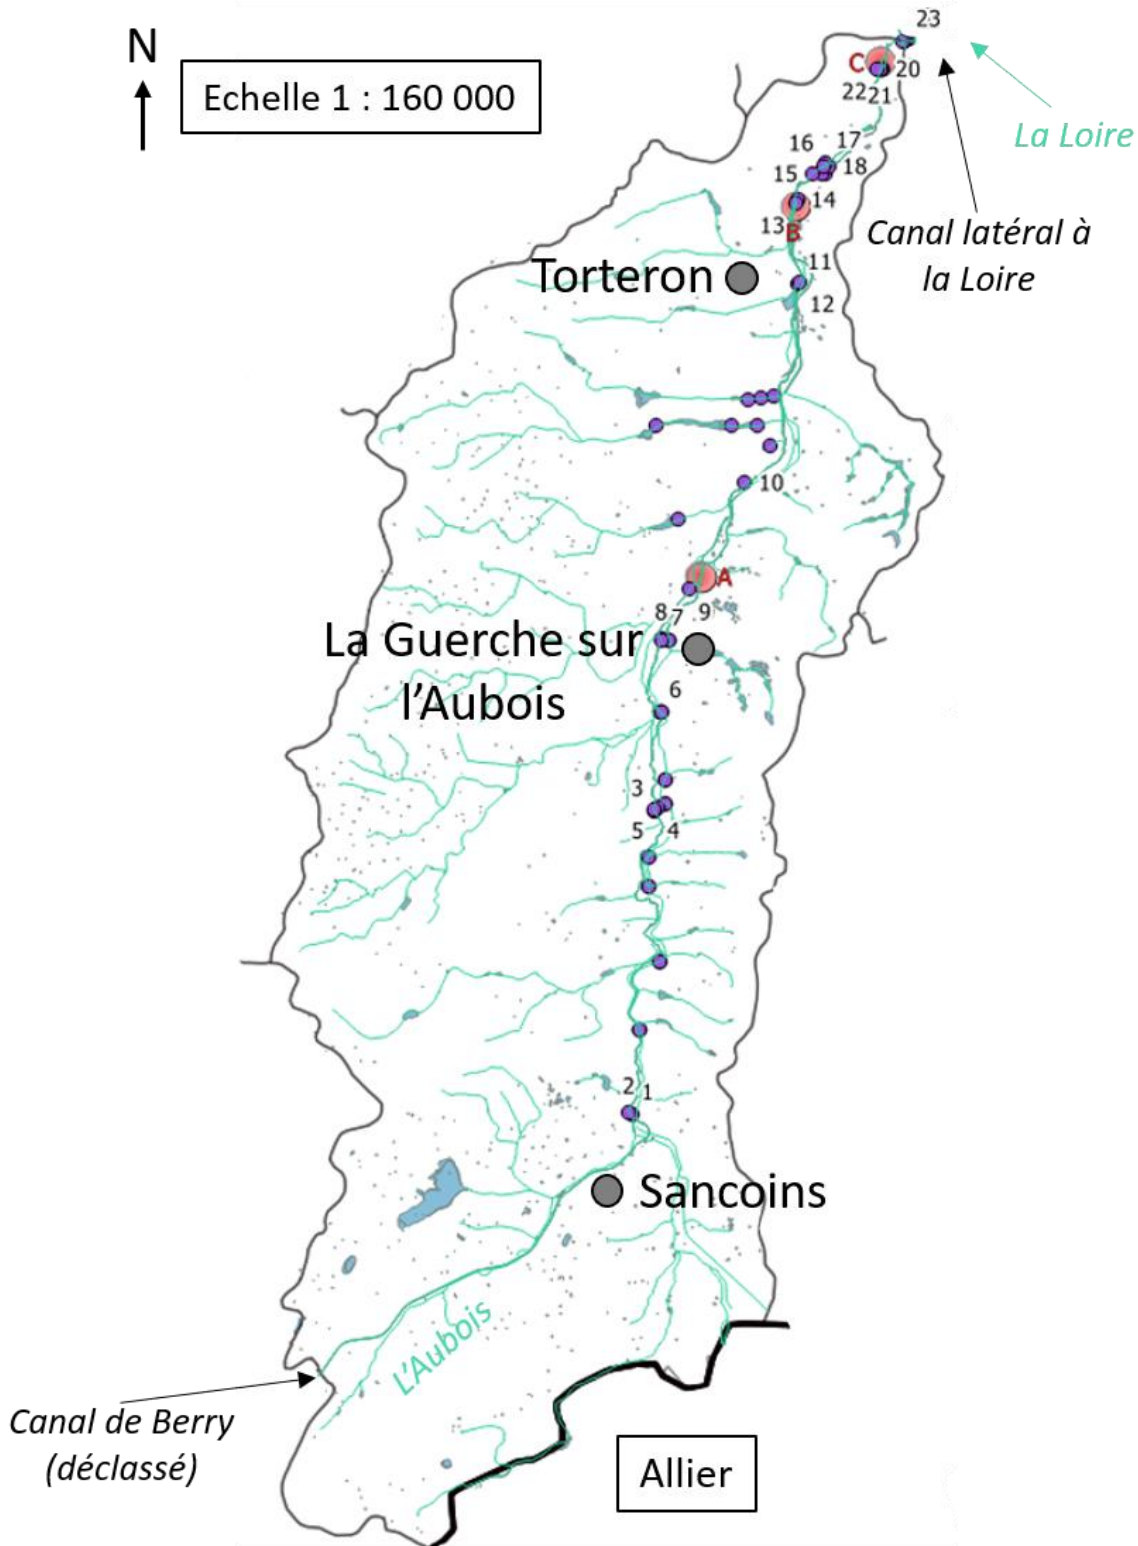 23
N
C
20
Echelle 1 : 160 000
22
21
La Loire
16
17
15
18
14
13
B
Canal latéral à
la Loire
11
Torteron
12
10
A
8
7
9
La Guerche sur
l'Aubois
6
3
5
4
2
1
Sancoins
L'Aubois
Canal de Berry
(déclassé)
Allier